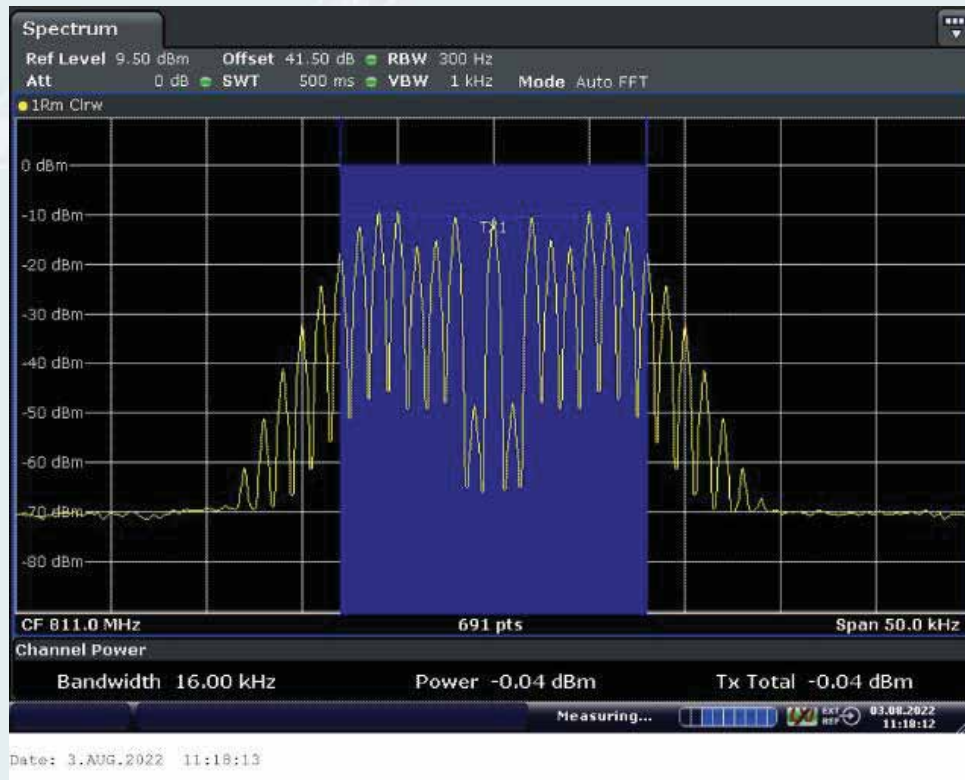 Spectrum
Ref Level 9.50 dBm Offset 41.50 dB RBW 300 Hz
Att 0 dB SWT 500 ms VBW 1 kHz Mode Auto FFT
1Rm Clrw
0 dBm
-10 dBm
TX1
-20 dBm
-30 dBm
-40 dBm
-50 dBm
-60 dBm
-70 dBm
-80 dBm
CF 811.0 MHz 691 pts Span 50.0 kHz
Channel Power
Bandwidth 16.00 kHz Power -0.04 dBm Tx Total -0.04 dBm
Measuring... EXT REF 03.08.2022
11:18:12
Date: 3.AUG.2022 11:18:13